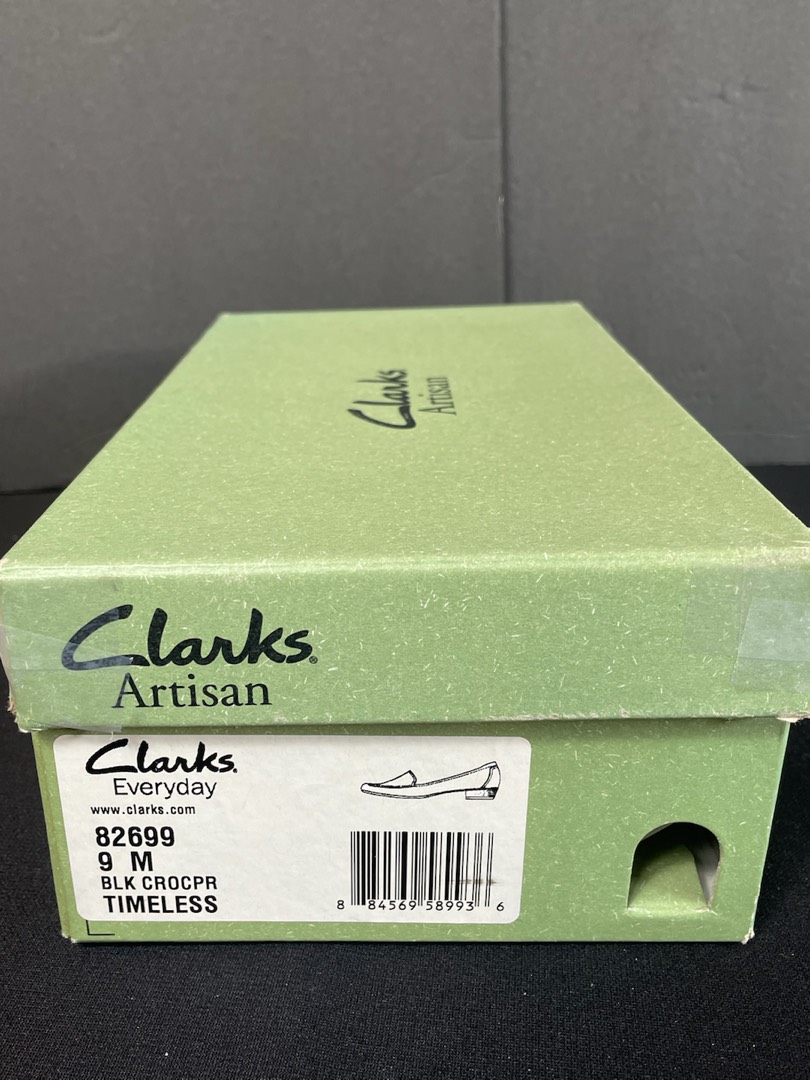 Clarks
Artisan
Clarks®
Artisan
Clarks.
Everyday
www.clarks.com
82699
9 M
BLK CROCPR
TIMELESS
8 84569 58993 6